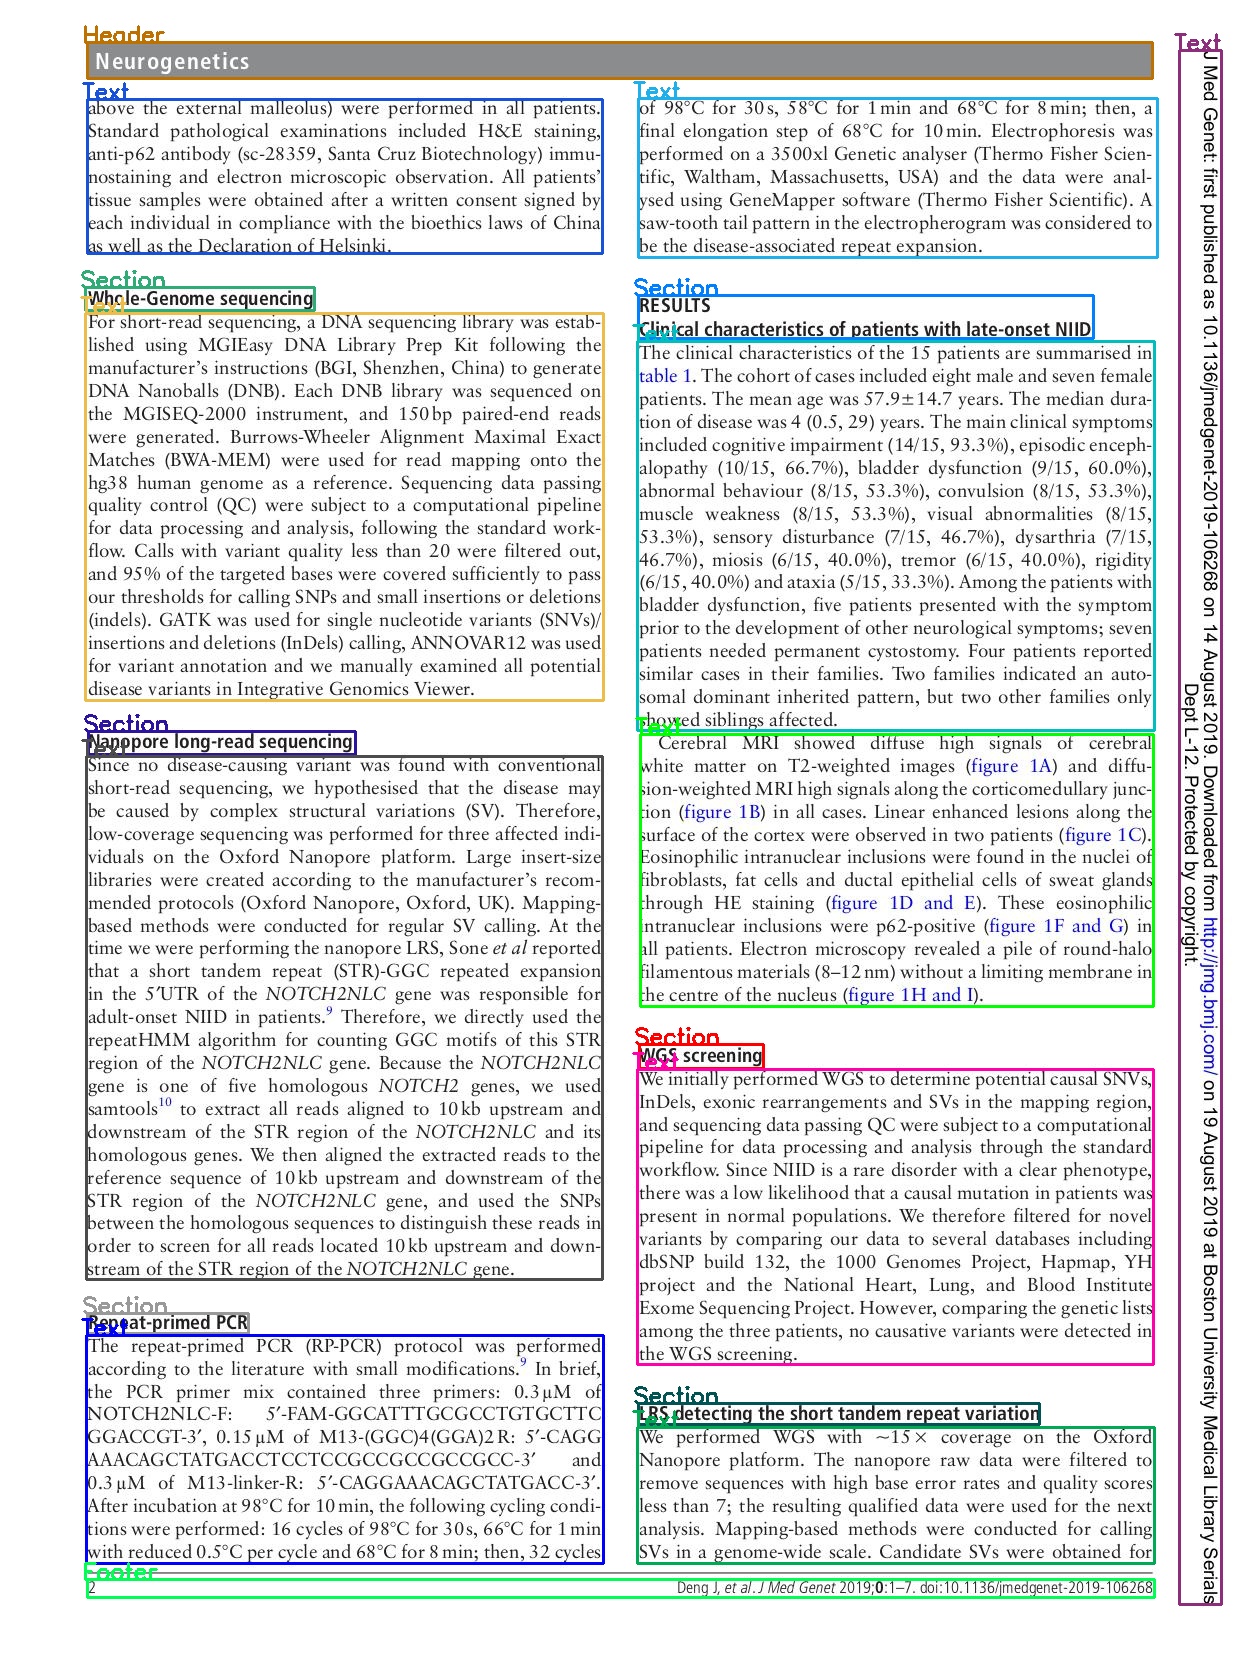 Header
Neurogenetics
Text
above the external malleolus) were performed in all patients.
Standard pathological examinations included H&E staining,
anti-p62 antibody (sc-28359, Santa Cruz Biotechnology) immu-
nostaining and electron microscopic observation. All patients'
tissue samples were obtained after a written consent signed by
each individual in compliance with the bioethics laws of China
as well as the Declaration of Helsinki.
Section
Whole-Genome sequencing
Text
For short-read sequencing, a DNA sequencing library was estab-
lished using MGIEasy DNA Library Prep Kit following the
manufacturer's instructions (BGI, Shenzhen, China) to generate
DNA Nanoballs (DNB). Each DNB library was sequenced on
the MGISEQ-2000 instrument, and 150 bp paired-end reads
were generated. Burrows-Wheeler Alignment Maximal Exact
Matches (BWA-MEM) were used for read mapping onto the
hg38 human genome as a reference. Sequencing data passing
quality control (QC) were subject to a computational pipeline
for data processing and analysis, following the standard work-
flow. Calls with variant quality less than 20 were filtered out,
and 95% of the targeted bases were covered sufficiently to pass
our thresholds for calling SNPs and small insertions or deletions
(indels). GATK was used for single nucleotide variants (SNVs)/
insertions and deletions (InDels) calling, ANNOVAR12 was used
for variant annotation and we manually examined all potential
disease variants in Integrative Genomics Viewer.
Section
Nanopore long-read sequencing
Text
Since no disease-causing variant was found with conventional
short-read sequencing, we hypothesised that the disease may
be caused by complex structural variations (SV). Therefore,
low-coverage sequencing was performed for three affected indi-
viduals on the Oxford Nanopore platform. Large insert-size
libraries were created according to the manufacturer's recom-
mended protocols (Oxford Nanopore, Oxford, UK). Mapping-
based methods were conducted for regular SV calling. At the
time we were performing the nanopore LRS, Sone et al reported
that a short tandem repeat (STR)-GGC repeated expansion
in the 5′UTR of the NOTCH2NLC gene was responsible for
adult-onset NIID in patients.9 Therefore, we directly used the
repeatHMM algorithm for counting GGC motifs of this STR
region of the NOTCH2NLC gene. Because the NOTCH2NLC
gene is one of five homologous NOTCH2 genes, we used
samtools10 to extract all reads aligned to 10 kb upstream and
downstream of the STR region of the NOTCH2NLC and its
homologous genes. We then aligned the extracted reads to the
reference sequence of 10 kb upstream and downstream of the
STR region of the NOTCH2NLC gene, and used the SNPs
between the homologous sequences to distinguish these reads in
order to screen for all reads located 10 kb upstream and down-
stream of the STR region of the NOTCH2NLC gene.
Section
Repeat-primed PCR
Text
The repeat-primed PCR (RP-PCR) protocol was performed
according to the literature with small modifications.9 In brief,
the PCR primer mix contained three primers: 0.3 µM of
NOTCH2NLC-F: 5′-FAM-GGCATTTGCGCCTGTGCTTC
GGACCGT-3′, 0.15 µM of M13-(GGC)4(GGA)2 R: 5′-CAGG
AAACAGCTATGACCTCCTCCGCCGCCGCCGCC-3′ and
0.3 µM of M13-linker-R: 5′-CAGGAAACAGCTATGACC-3′.
After incubation at 98°C for 10 min, the following cycling condi-
tions were performed: 16 cycles of 98°C for 30 s, 66°C for 1 min
with reduced 0.5°C per cycle and 68°C for 8 min; then, 32 cycles
Text
of 98°C for 30 s, 58°C for 1 min and 68°C for 8 min; then, a
final elongation step of 68°C for 10 min. Electrophoresis was
performed on a 3500xl Genetic analyser (Thermo Fisher Scien-
tific, Waltham, Massachusetts, USA) and the data were anal-
ysed using GeneMapper software (Thermo Fisher Scientific). A
saw-tooth tail pattern in the electropherogram was considered to
be the disease-associated repeat expansion.
Section
RESULTS
Clinical characteristics of patients with late-onset NIID
Text
The clinical characteristics of the 15 patients are summarised in
table 1. The cohort of cases included eight male and seven female
patients. The mean age was 57.9±14.7 years. The median dura-
tion of disease was 4 (0.5, 29) years. The main clinical symptoms
included cognitive impairment (14/15, 93.3%), episodic enceph-
alopathy (10/15, 66.7%), bladder dysfunction (9/15, 60.0%),
abnormal behaviour (8/15, 53.3%), convulsion (8/15, 53.3%),
muscle weakness (8/15, 53.3%), visual abnormalities (8/15,
53.3%), sensory disturbance (7/15, 46.7%), dysarthria (7/15,
46.7%), miosis (6/15, 40.0%), tremor (6/15, 40.0%), rigidity
(6/15, 40.0%) and ataxia (5/15, 33.3%). Among the patients with
bladder dysfunction, five patients presented with the symptom
prior to the development of other neurological symptoms; seven
patients needed permanent cystostomy. Four patients reported
similar cases in their families. Two families indicated an auto-
somal dominant inherited pattern, but two other families only
showed siblings affected.
Text
Cerebral MRI showed diffuse high signals of cerebral
white matter on T2-weighted images (figure 1A) and diffu-
sion-weighted MRI high signals along the corticomedullary junc-
tion (figure 1B) in all cases. Linear enhanced lesions along the
surface of the cortex were observed in two patients (figure 1C).
Eosinophilic intranuclear inclusions were found in the nuclei of
fibroblasts, fat cells and ductal epithelial cells of sweat glands
through HE staining (figure 1D and E). These eosinophilic
intranuclear inclusions were p62-positive (figure 1F and G) in
all patients. Electron microscopy revealed a pile of round-halo
filamentous materials (8–12 nm) without a limiting membrane in
the centre of the nucleus (figure 1H and I).
Section
WGS screening
Text
We initially performed WGS to determine potential causal SNVs,
InDels, exonic rearrangements and SVs in the mapping region,
and sequencing data passing QC were subject to a computational
pipeline for data processing and analysis through the standard
workflow. Since NIID is a rare disorder with a clear phenotype,
there was a low likelihood that a causal mutation in patients was
present in normal populations. We therefore filtered for novel
variants by comparing our data to several databases including
dbSNP build 132, the 1000 Genomes Project, Hapmap, YH
project and the National Heart, Lung, and Blood Institute
Exome Sequencing Project. However, comparing the genetic lists
among the three patients, no causative variants were detected in
the WGS screening.
Section
LRS detecting the short tandem repeat variation
Text
We performed WGS with ~15× coverage on the Oxford
Nanopore platform. The nanopore raw data were filtered to
remove sequences with high base error rates and quality scores
less than 7; the resulting qualified data were used for the next
analysis. Mapping-based methods were conducted for calling
SVs in a genome-wide scale. Candidate SVs were obtained for
Footer
2 Deng J, et al. J Med Genet 2019;0:1–7. doi:10.1136/jmedgenet-2019-106268
Text
J Med Genet: first published as 10.1136/jmedgenet-2019-106268 on 14 August 2019. Downloaded from http://jmg.bmj.com/ on 19 August 2019 at Boston University Medical Library Serials
Dept L-12. Protected by copyright.